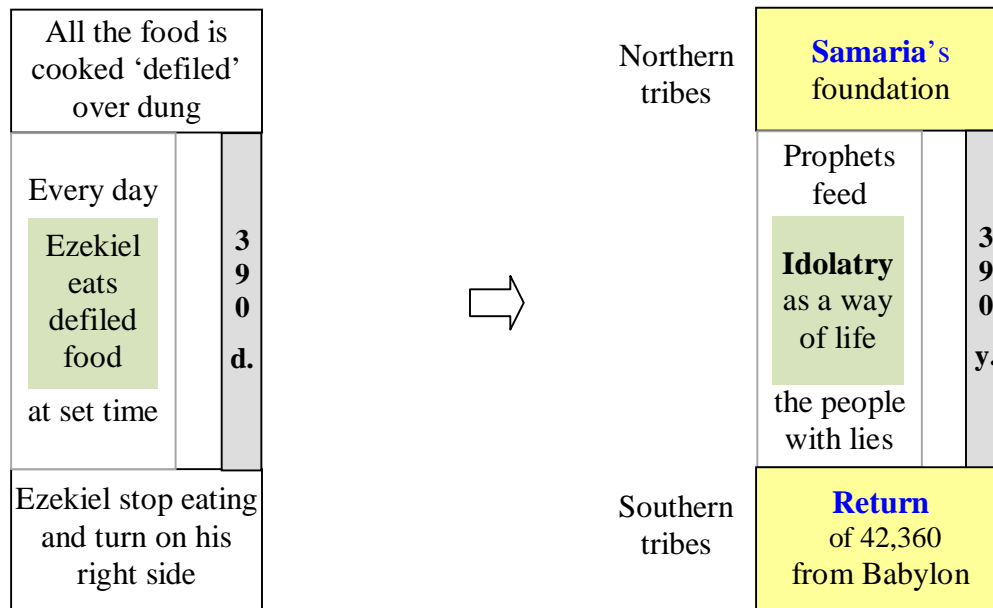 All the food is
cooked ‘defiled’
over dung
Every day
Ezekiel
eats
defiled
food
at set time
3
9
0
d.
Ezekiel stop eating
and turn on his
right side
Northern
tribes
Samaria’s
foundation
Prophets
feed
Idolatry
as a way
of life
the people
with lies
3
9
0
y.
Southern
tribes
Return
of 42,360
from Babylon